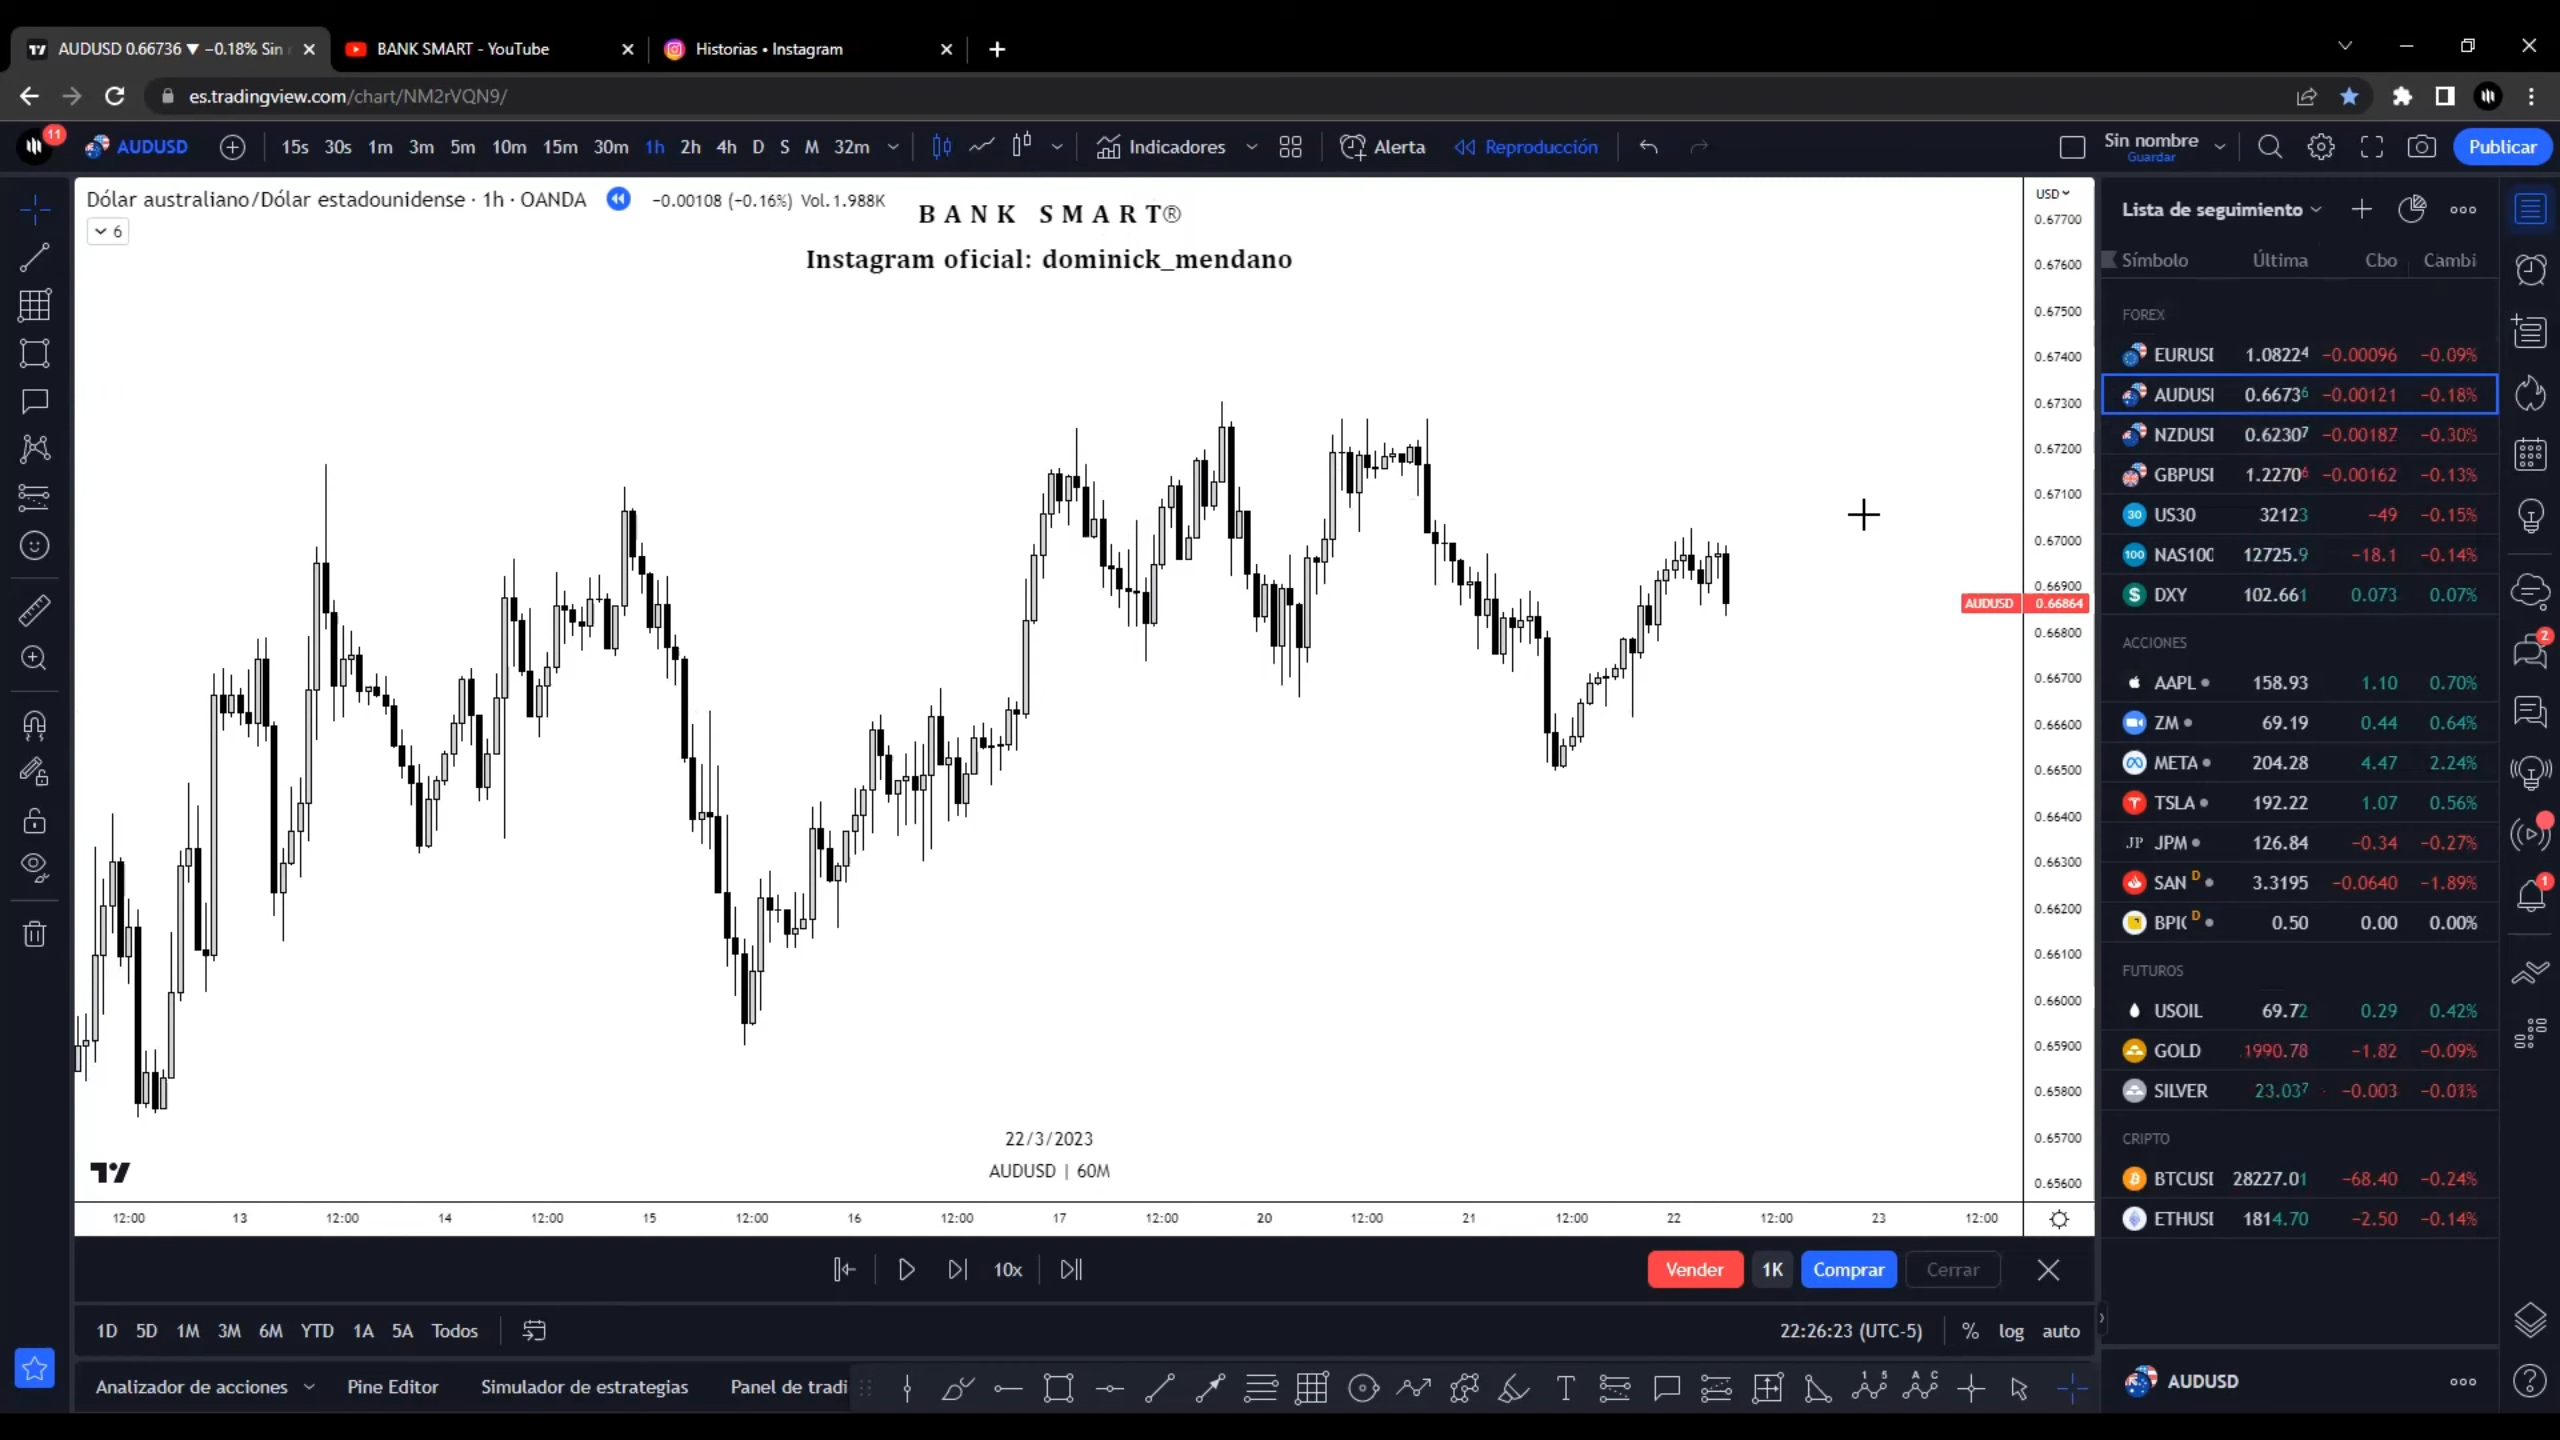 AUDUSD 0.66736 ▼ −0.18% Sin
BANK SMART - YouTube
Historias • Instagram
es.tradingview.com/chart/NM2rVQN9/
11
AUDUSD
15s 30s 1m 3m 5m 10m 15m 30m 1h 2h 4h D S M 32m
Indicadores
Alerta
Reproducción
Sin nombre
Guardar
Publicar
Dólar australiano/Dólar estadounidense · 1h · OANDA −0.00108 (−0.16%) Vol.1.988K
6
BANK SMART®
Instagram oficial: dominick_mendano
USD
0.67700
0.67600
0.67500
0.67400
0.67300
0.67200
0.67100
0.67000
0.66900
AUDUSD 0.66864
0.66800
0.66700
0.66600
0.66500
0.66400
0.66300
0.66200
0.66100
0.66000
0.65900
0.65800
0.65700
0.65600
22/3/2023
AUDUSD | 60M
12:00 13 12:00 14 12:00 15 12:00 16 12:00 17 12:00 20 12:00 21 12:00 22 12:00 23 12:00
10x
Vender 1K Comprar Cerrar
1D 5D 1M 3M 6M YTD 1A 5A Todos
22:26:23 (UTC-5) % log auto
Analizador de acciones Pine Editor Simulador de estrategias Panel de tradi
Lista de seguimiento
Símbolo Última Cbo Cambi
FOREX
EURUSI 1.08224 −0.00096 −0.09%
AUDUSI 0.66736 −0.00121 −0.18%
NZDUSI 0.62307 −0.00187 −0.30%
GBPUSI 1.22706 −0.00162 −0.13%
30 US30 32123 −49 −0.15%
100 NAS100 12725.9 −18.1 −0.14%
$ DXY 102.661 0.073 0.07%
ACCIONES
AAPL 158.93 1.10 0.70%
ZM 69.19 0.44 0.64%
META 204.28 4.47 2.24%
TSLA 192.22 1.07 0.56%
JP JPM 126.84 −0.34 −0.27%
SAN D 3.3195 −0.0640 −1.89%
BPI D 0.50 0.00 0.00%
FUTUROS
USOIL 69.72 0.29 0.42%
GOLD 1990.78 −1.82 −0.09%
SILVER 23.037 −0.003 −0.01%
CRIPTO
BTCUSI 28227.01 −68.40 −0.24%
ETHUSI 1814.70 −2.50 −0.14%
AUDUSD
2
1